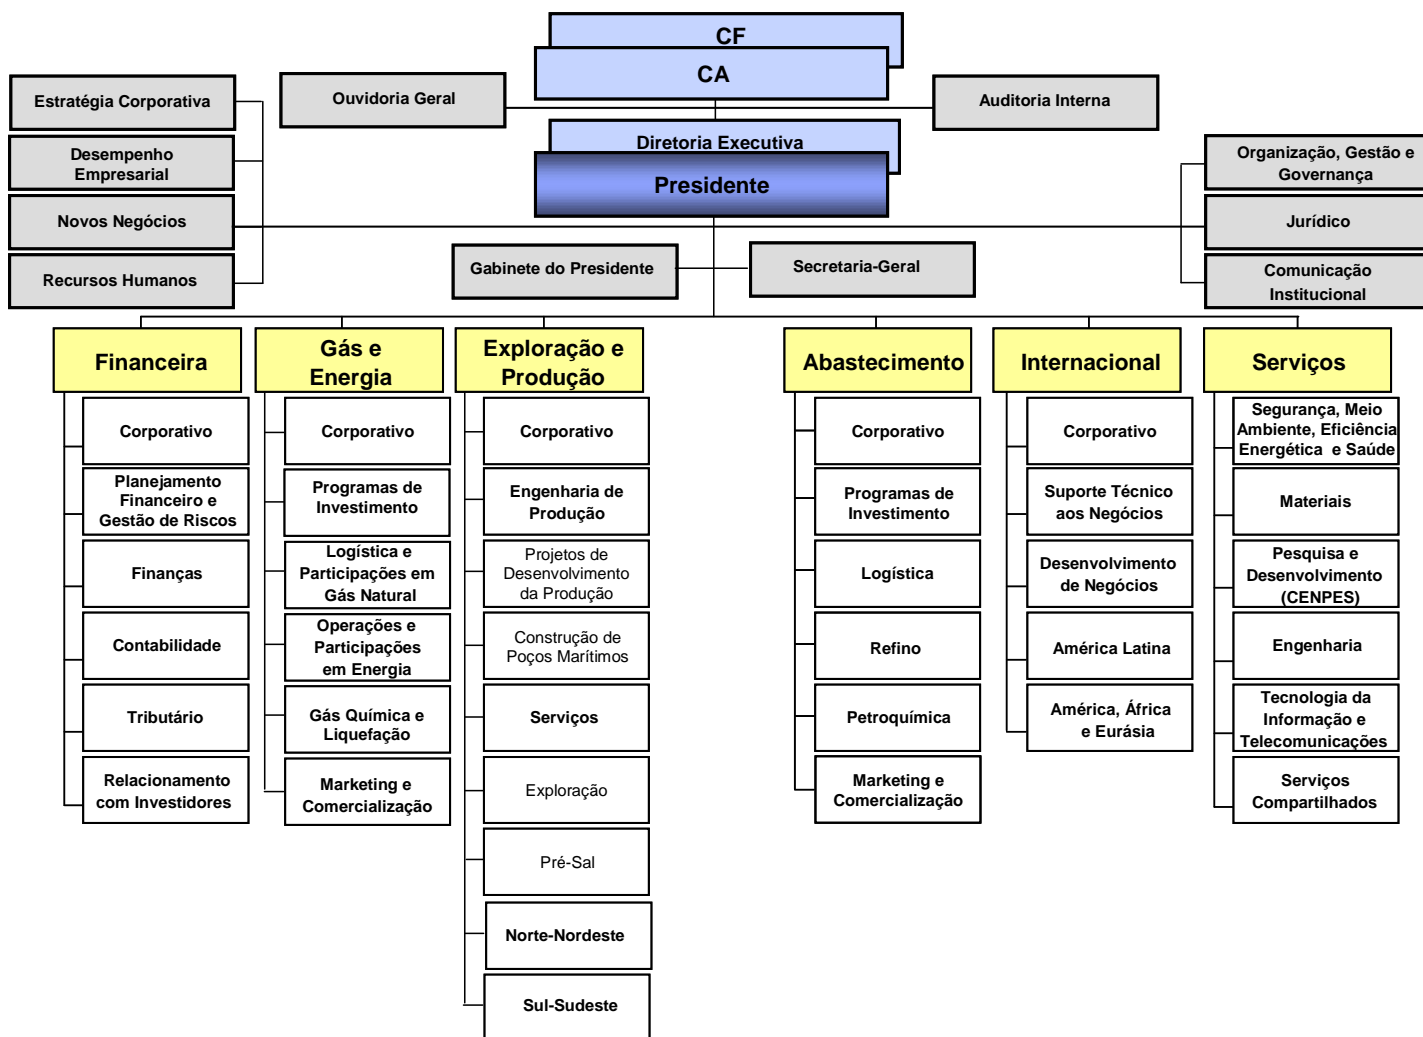 CF
CA
Estratégia Corporativa
Ouvidoria Geral
Auditoria Interna
Desempenho
Empresarial
Diretoria Executiva
Presidente
Organização, Gestão e
Governança
Novos Negócios
Jurídico
Recursos Humanos
Gabinete do Presidente
Secretaria-Geral
Comunicação
Institucional
Financeira
Corporativo
Planejamento
Financeiro e
Gestão de Riscos
Finanças
Contabilidade
Tributário
Relacionamento
com Investidores
Gás e
Energia
Corporativo
Programas de
Investimento
Logística e
Participações em
Gás Natural
Operações e
Participações
em Energia
Gás Química e
Liquefação
Marketing e
Comercialização
Exploração e
Produção
Corporativo
Engenharia de
Produção
Projetos de
Desenvolvimento
da Produção
Construção de
Poços Marítimos
Serviços
Exploração
Pré-Sal
Norte-Nordeste
Sul-Sudeste
Abastecimento
Corporativo
Programas de
Investimento
Logística
Refino
Petroquímica
Marketing e
Comercialização
Internacional
Corporativo
Suporte Técnico
aos Negócios
Desenvolvimento
de Negócios
América Latina
América, África
e Eurásia
Serviços
Segurança, Meio
Ambiente, Eficiência
Energética e Saúde
Materiais
Pesquisa e
Desenvolvimento
(CENPES)
Engenharia
Tecnologia da
Informação e
Telecomunicações
Serviços
Compartilhados